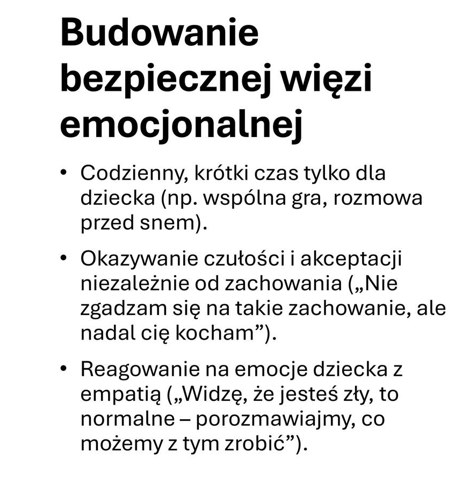 Budowanie
bezpiecznej więzi
emocjonalnej
• Codzienny, krótki czas tylko dla
dziecka (np. wspólna gra, rozmowa
przed snem).
• Okazywanie czułości i akceptacji
niezależnie od zachowania („Nie
zgadzam się na takie zachowanie, ale
nadal cię kocham”).
• Reagowanie na emocje dziecka z
empatią („Widzę, że jesteś zły, to
normalne – porozmawiajmy, co
możemy z tym zrobić”).